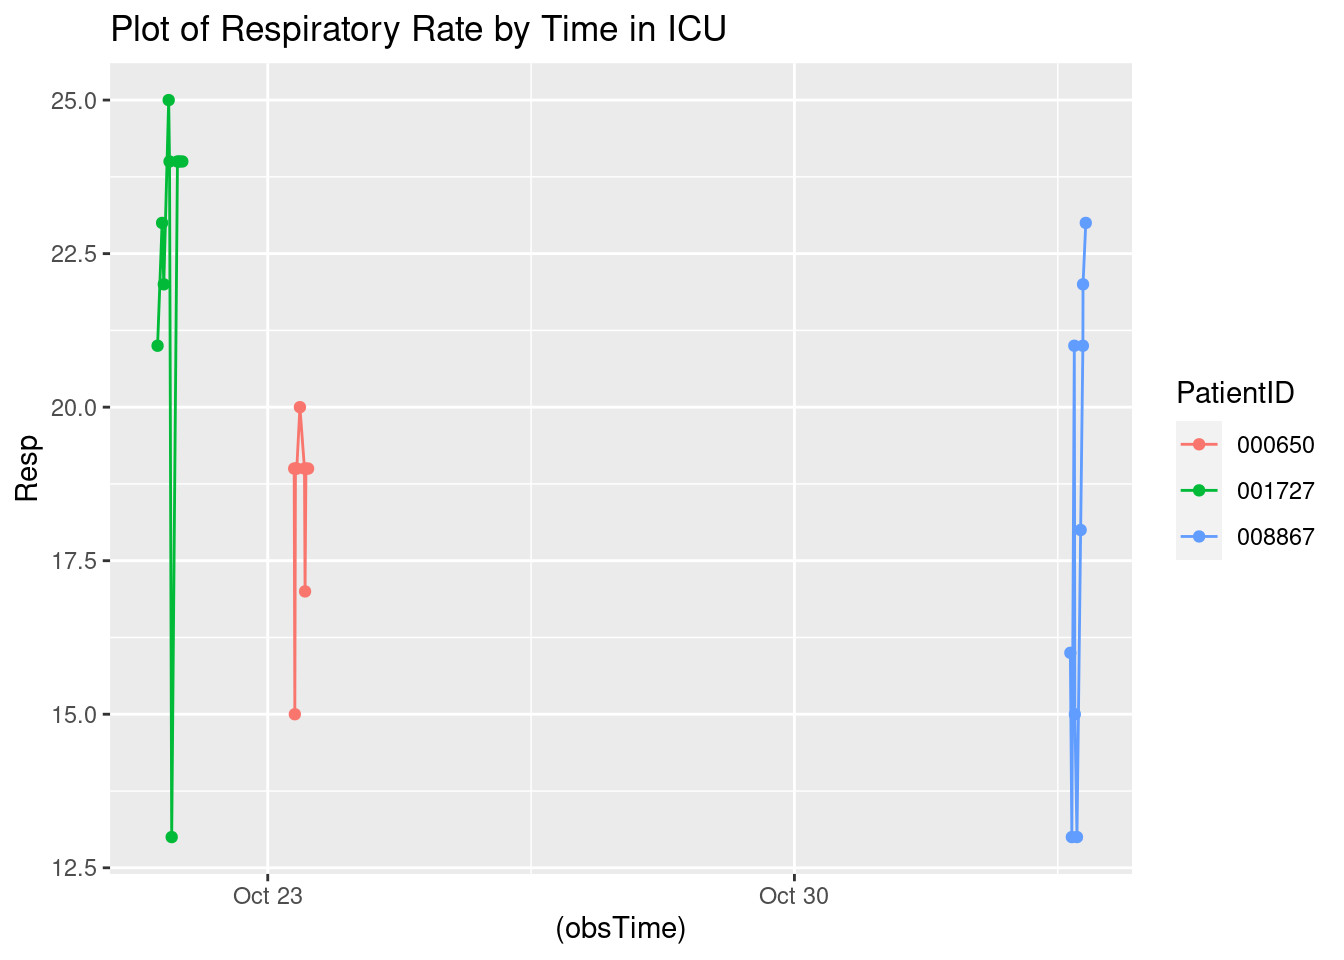 Plot of Respiratory Rate by Time in ICU
25.0
22.5
20.0
17.5
15.0
12.5
Resp
Oct 23
Oct 30
(obsTime)
PatientID
000650
001727
008867